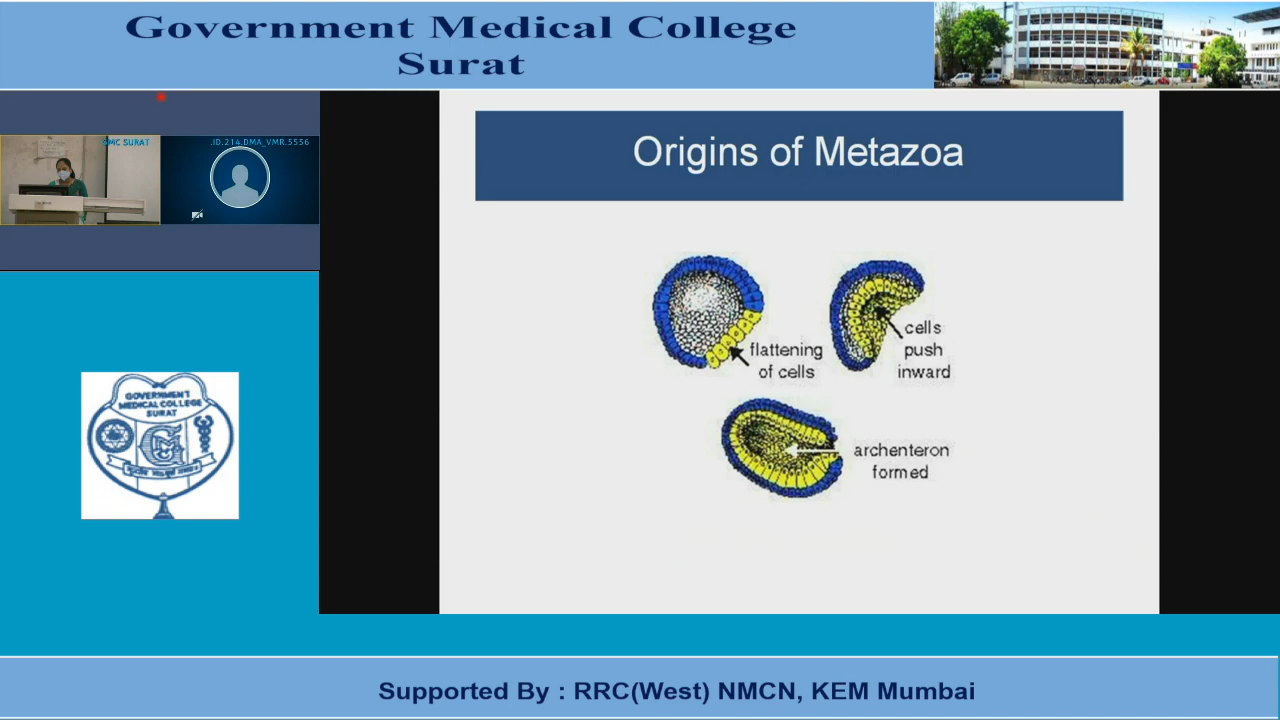 Government Medical College
Surat
GMC SURAT
.ID.214.DMA_VMR.5556
Origins of Metazoa
flattening
of cells
cells
push
inward
archenteron
formed
GOVERNMENT
MEDICAL COLLEGE
SURAT
Supported By : RRC(West) NMCN, KEM Mumbai